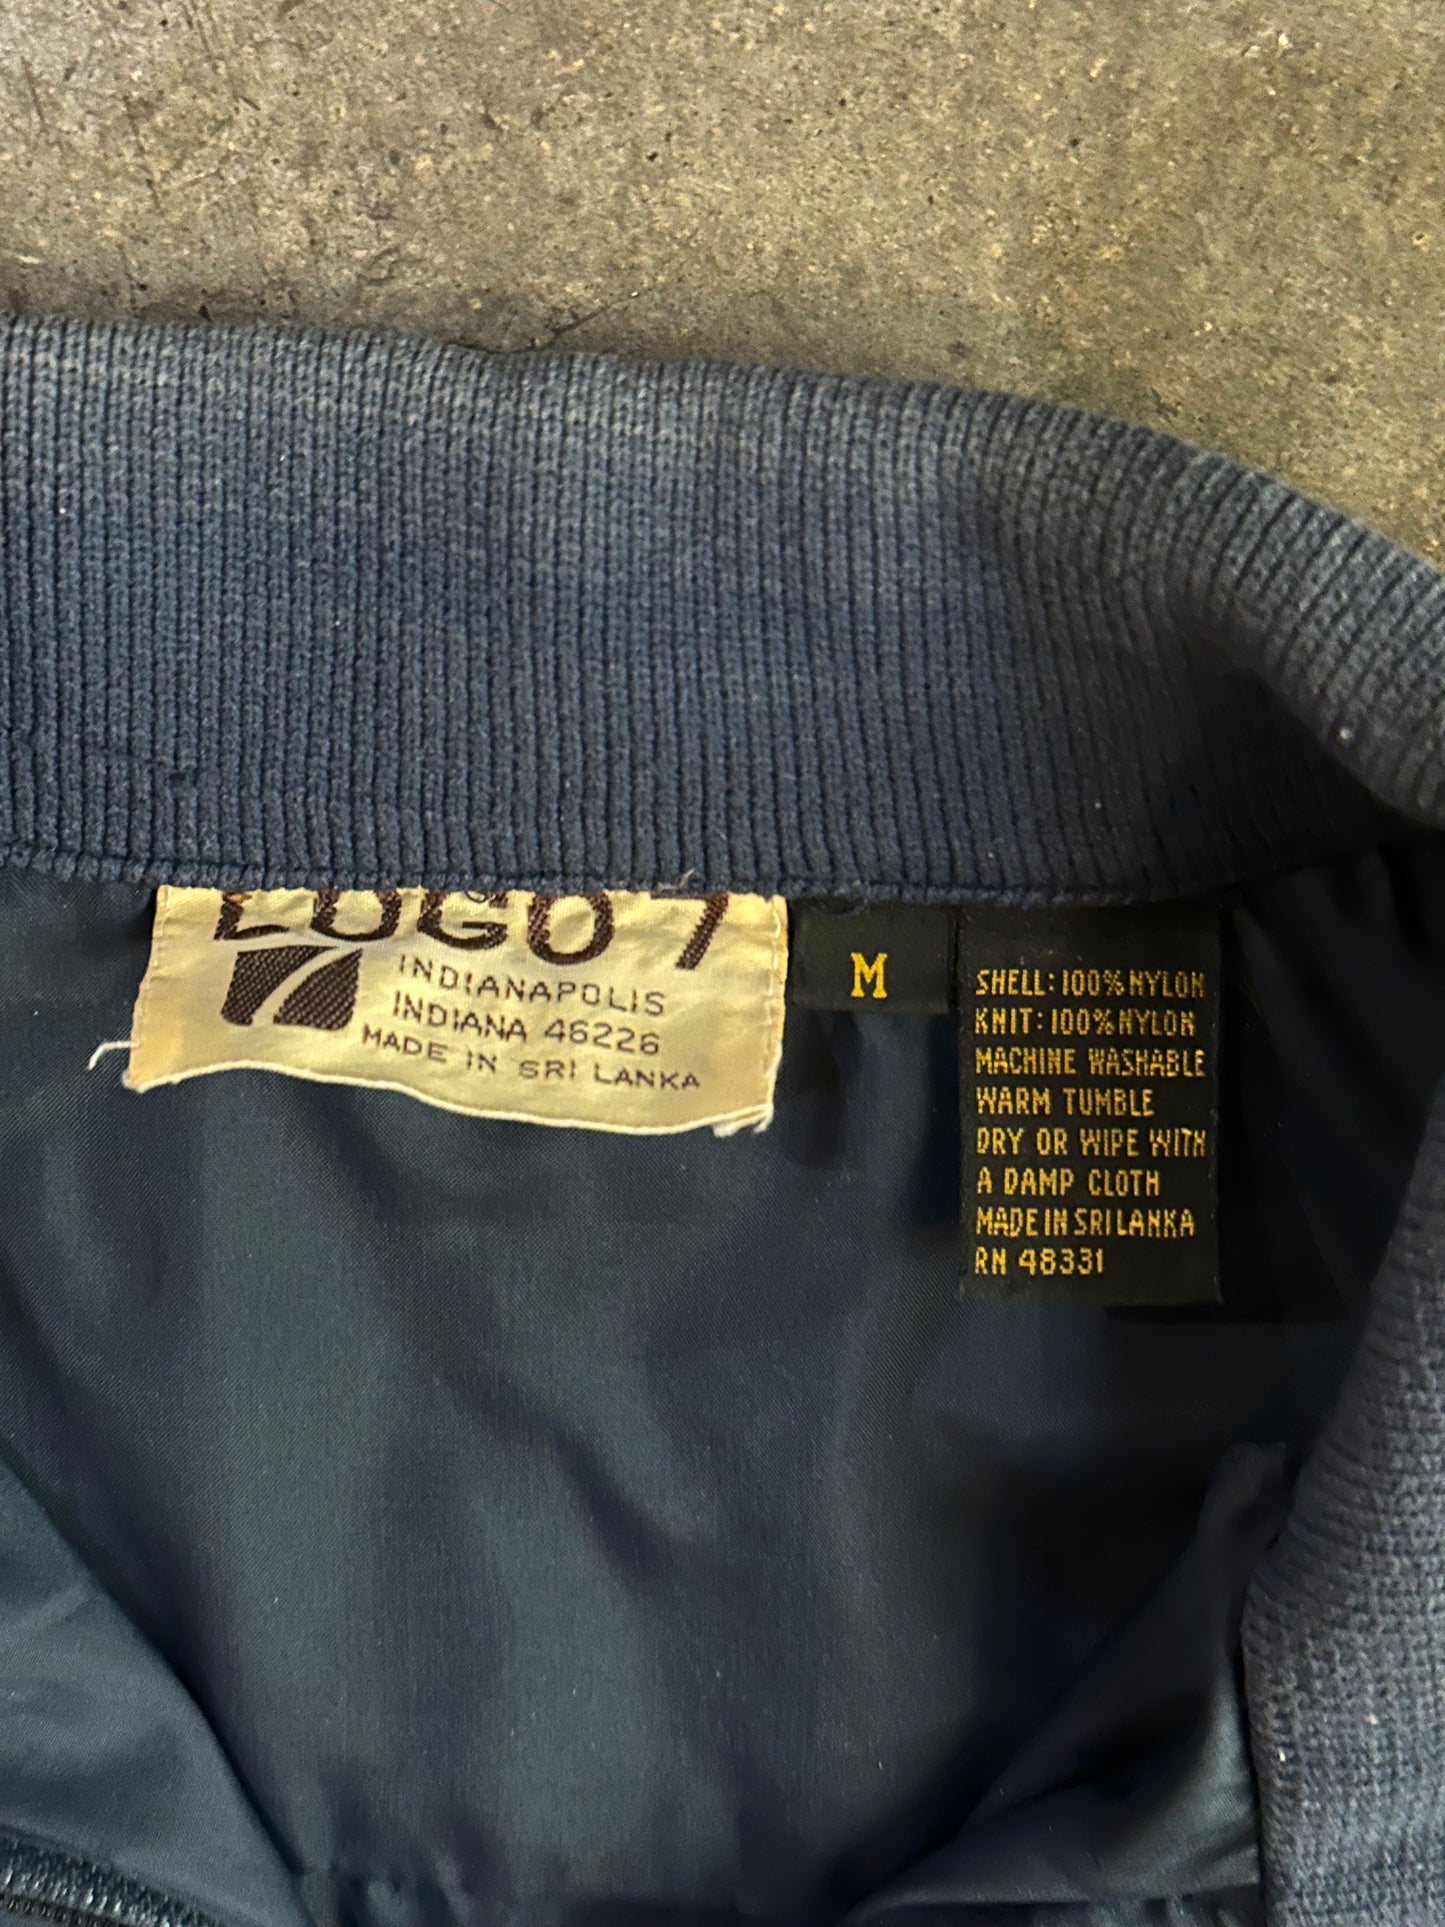 LOGO 7
INDIANAPOLIS
INDIANA 46226
MADE IN SRI LANKA
M
SHELL: 100% NYLON
KNIT: 100% NYLON
MACHINE WASHABLE
WARM TUMBLE
DRY OR WIPE WITH
A DAMP CLOTH
MADE IN SRI LANKA
RN 48331